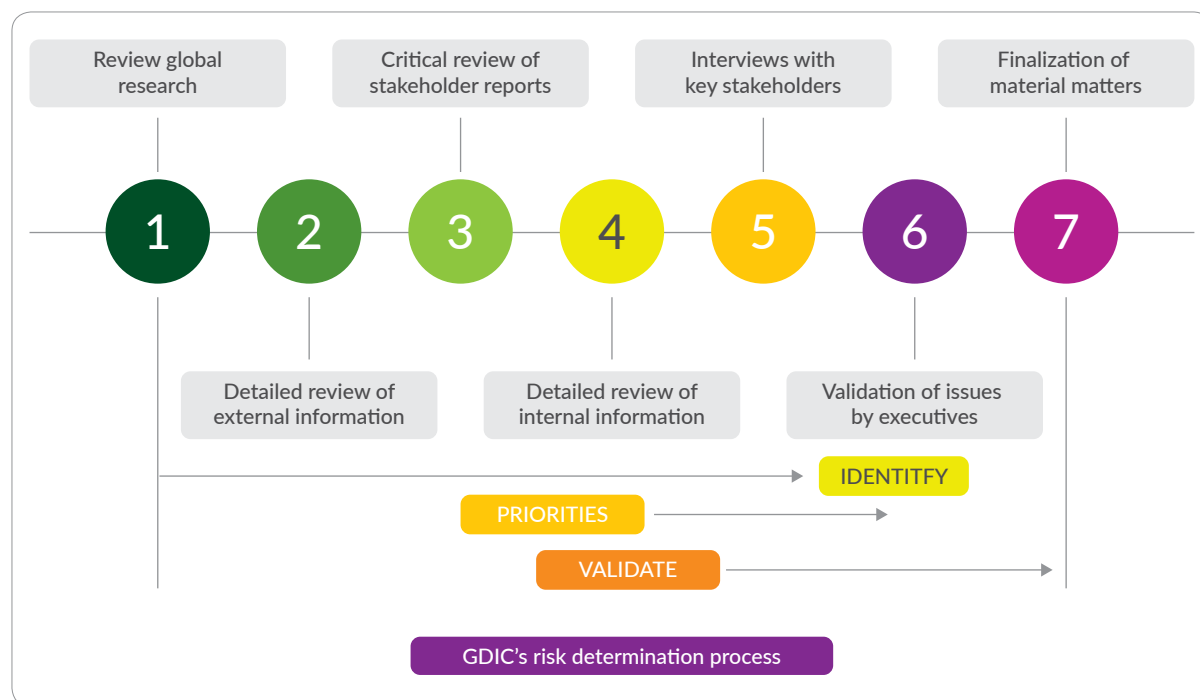 Review global
research
Critical review of
stakeholder reports
Interviews with
key stakeholders
Finalization of
material matters
1
2
3
4
5
6
7
Detailed review of
external information
Detailed review of
internal information
Validation of issues
by executives
IDENTITFY
PRIORITIES
VALIDATE
GDIC's risk determination process